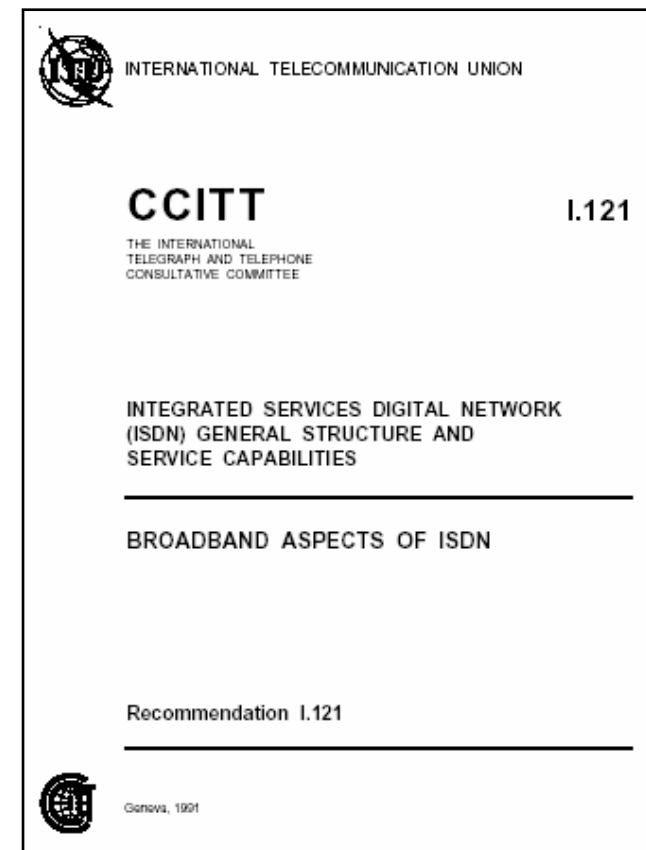 INTERNATIONAL TELECOMMUNICATION UNION
CCITT I.121
THE INTERNATIONAL
TELEGRAPH AND TELEPHONE
CONSULTATIVE COMMITTEE
INTEGRATED SERVICES DIGITAL NETWORK
(ISDN) GENERAL STRUCTURE AND
SERVICE CAPABILITIES
BROADBAND ASPECTS OF ISDN
Recommendation I.121
Geneva, 1991